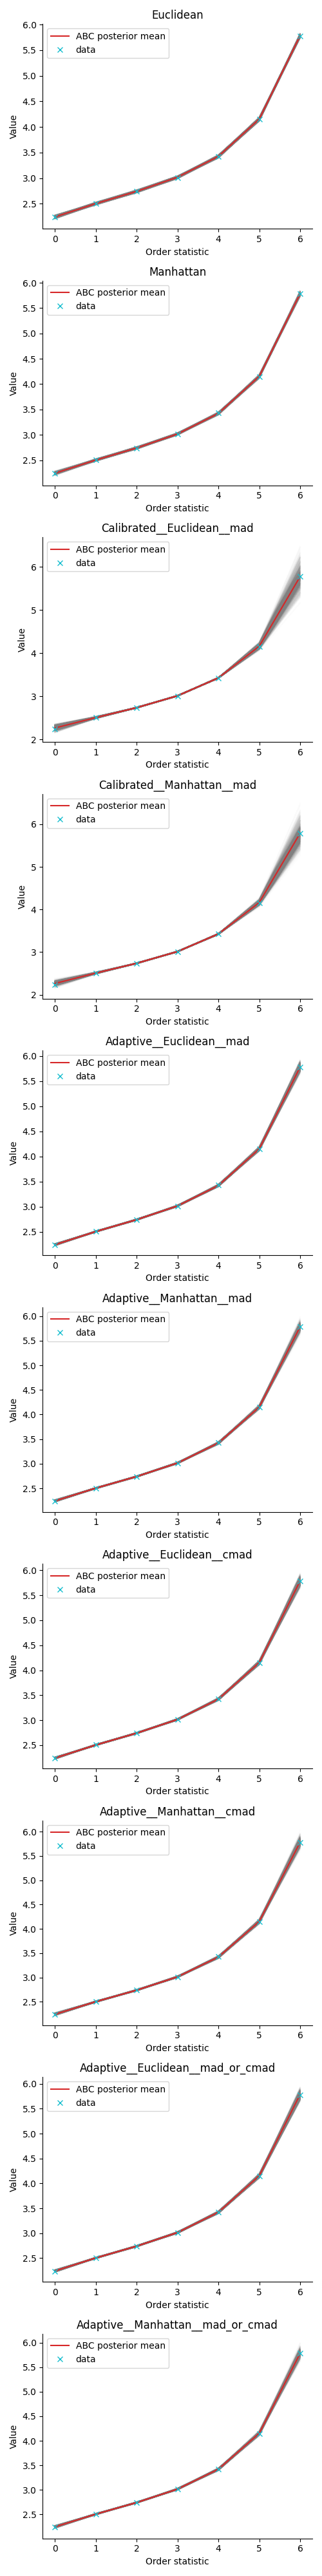 Euclidean
6.0
5.5
5.0
4.5
4.0
3.5
3.0
2.5
Value
ABC posterior mean
data
0 1 2 3 4 5 6
Order statistic
Manhattan
6.0
5.5
5.0
4.5
4.0
3.5
3.0
2.5
Value
ABC posterior mean
data
0 1 2 3 4 5 6
Order statistic
Calibrated__Euclidean__mad
6
5
4
3
2
Value
ABC posterior mean
data
0 1 2 3 4 5 6
Order statistic
Calibrated__Manhattan__mad
6
5
4
3
2
Value
ABC posterior mean
data
0 1 2 3 4 5 6
Order statistic
Adaptive__Euclidean__mad
6.0
5.5
5.0
4.5
4.0
3.5
3.0
2.5
Value
ABC posterior mean
data
0 1 2 3 4 5 6
Order statistic
Adaptive__Manhattan__mad
6.0
5.5
5.0
4.5
4.0
3.5
3.0
2.5
Value
ABC posterior mean
data
0 1 2 3 4 5 6
Order statistic
Adaptive__Euclidean__cmad
6.0
5.5
5.0
4.5
4.0
3.5
3.0
2.5
Value
ABC posterior mean
data
0 1 2 3 4 5 6
Order statistic
Adaptive__Manhattan__cmad
6.0
5.5
5.0
4.5
4.0
3.5
3.0
2.5
Value
ABC posterior mean
data
0 1 2 3 4 5 6
Order statistic
Adaptive__Euclidean__mad_or_cmad
6.0
5.5
5.0
4.5
4.0
3.5
3.0
2.5
Value
ABC posterior mean
data
0 1 2 3 4 5 6
Order statistic
Adaptive__Manhattan__mad_or_cmad
6.0
5.5
5.0
4.5
4.0
3.5
3.0
2.5
Value
ABC posterior mean
data
0 1 2 3 4 5 6
Order statistic